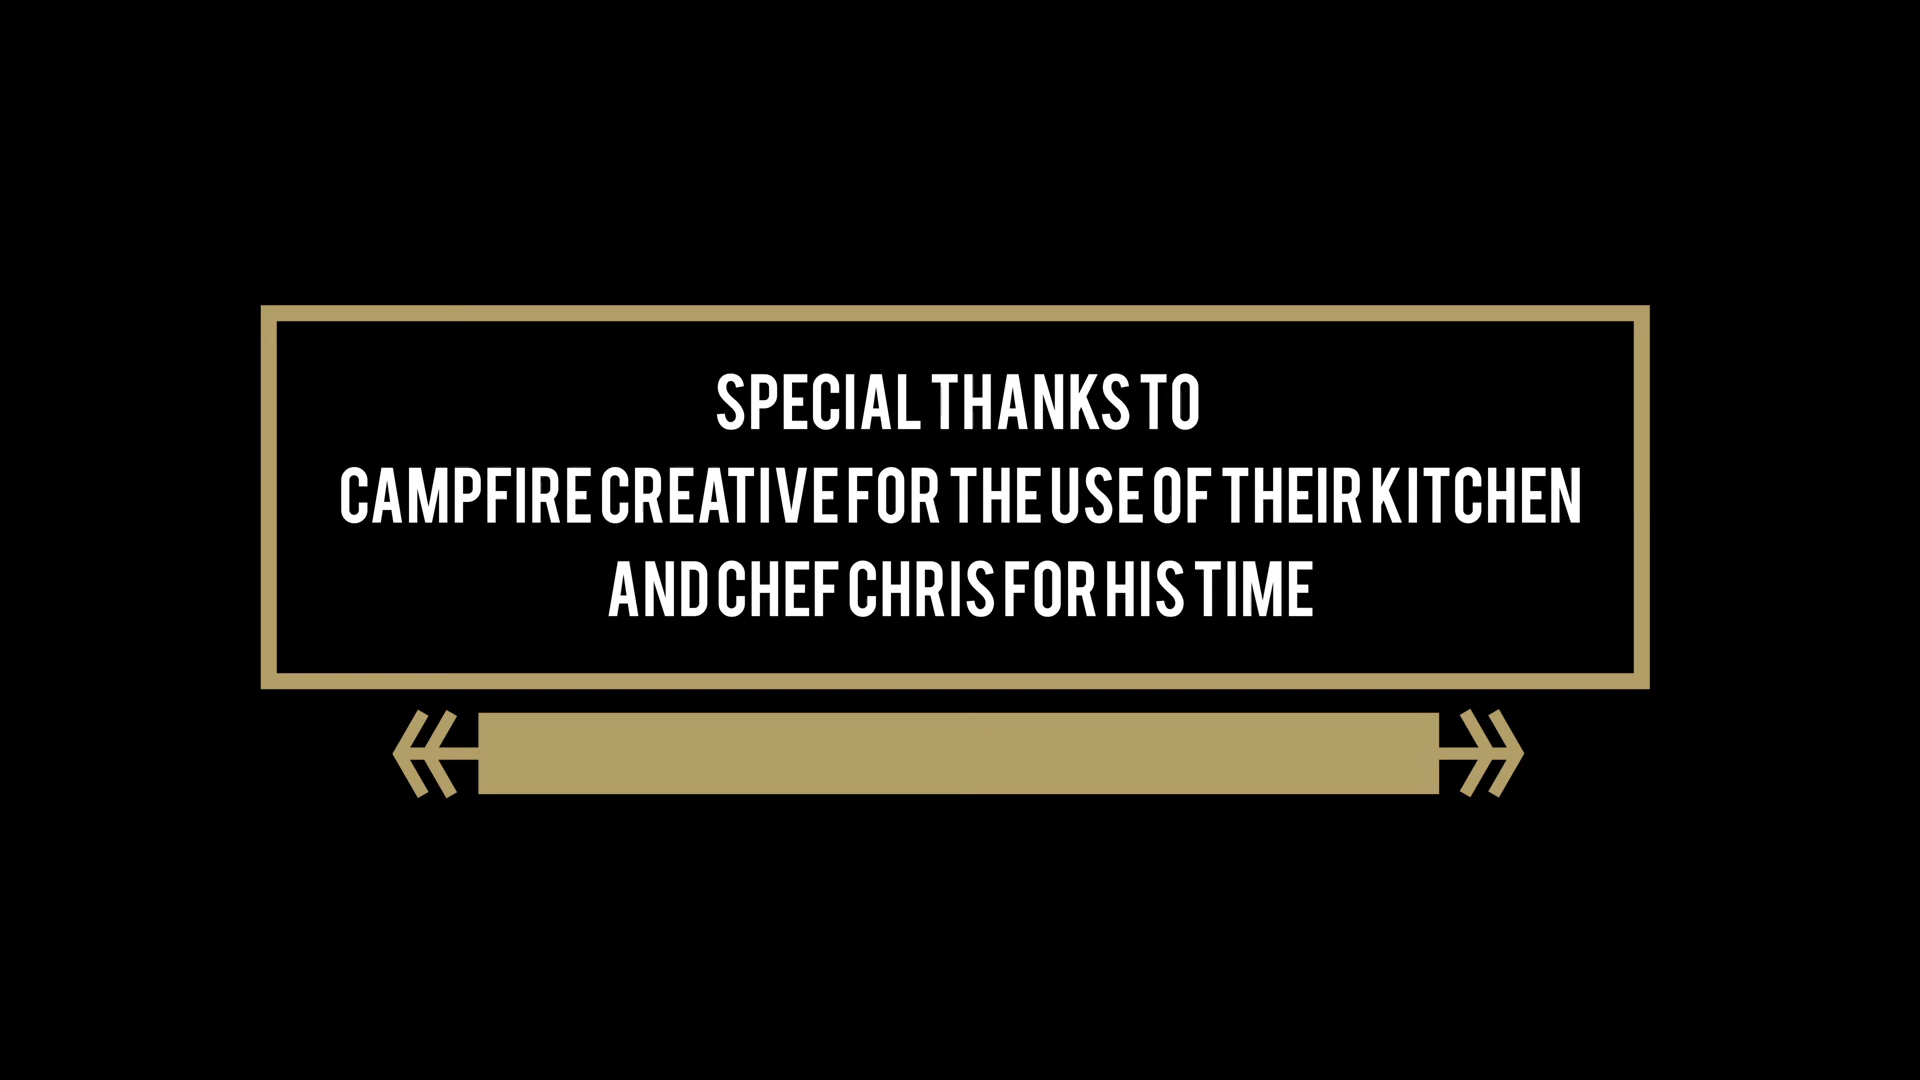 SPECIAL THANKS TO
CAMPFIRE CREATIVE FOR THE USE OF THEIR KITCHEN
AND CHEF CHRIS FOR HIS TIME